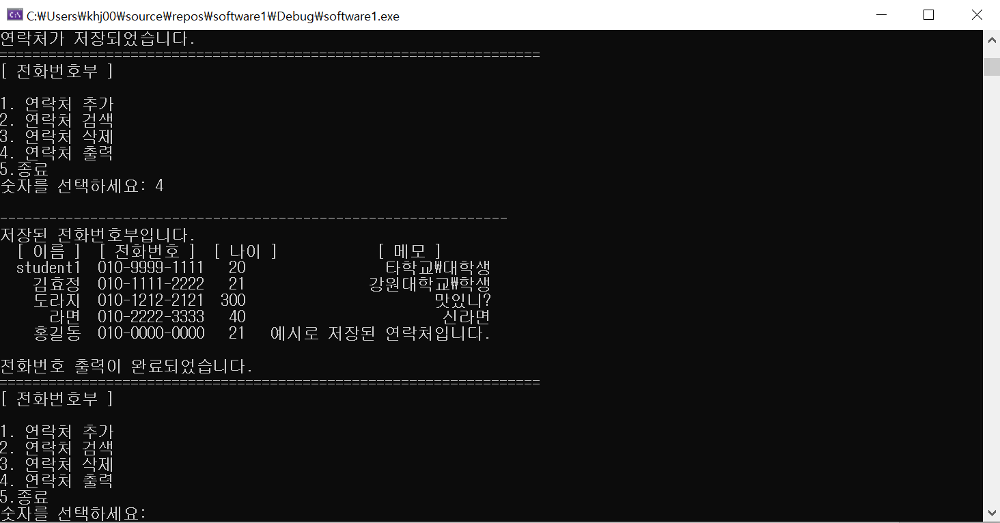 C:₩Users₩khj00₩source₩repos₩software1₩Debug₩software1.exe
연락처가 저장되었습니다.
==================================================================
[ 전화번호부 ]
1. 연락처 추가
2. 연락처 검색
3. 연락처 삭제
4. 연락처 출력
5.종료
숫자를 선택하세요: 4
--------------------------------------------------------------
저장된 전화번호부입니다.
[ 이름 ] [ 전화번호 ] [ 나이 ] [ 메모 ]
student1 010-9999-1111 20 타학교₩대학생
김효정 010-1111-2222 21 강원대학교₩학생
도라지 010-1212-2121 300 맛있니?
라면 010-2222-3333 40 신라면
홍길동 010-0000-0000 21 예시로 저장된 연락처입니다.
전화번호 출력이 완료되었습니다.
==================================================================
[ 전화번호부 ]
1. 연락처 추가
2. 연락처 검색
3. 연락처 삭제
4. 연락처 출력
5.종료
숫자를 선택하세요: